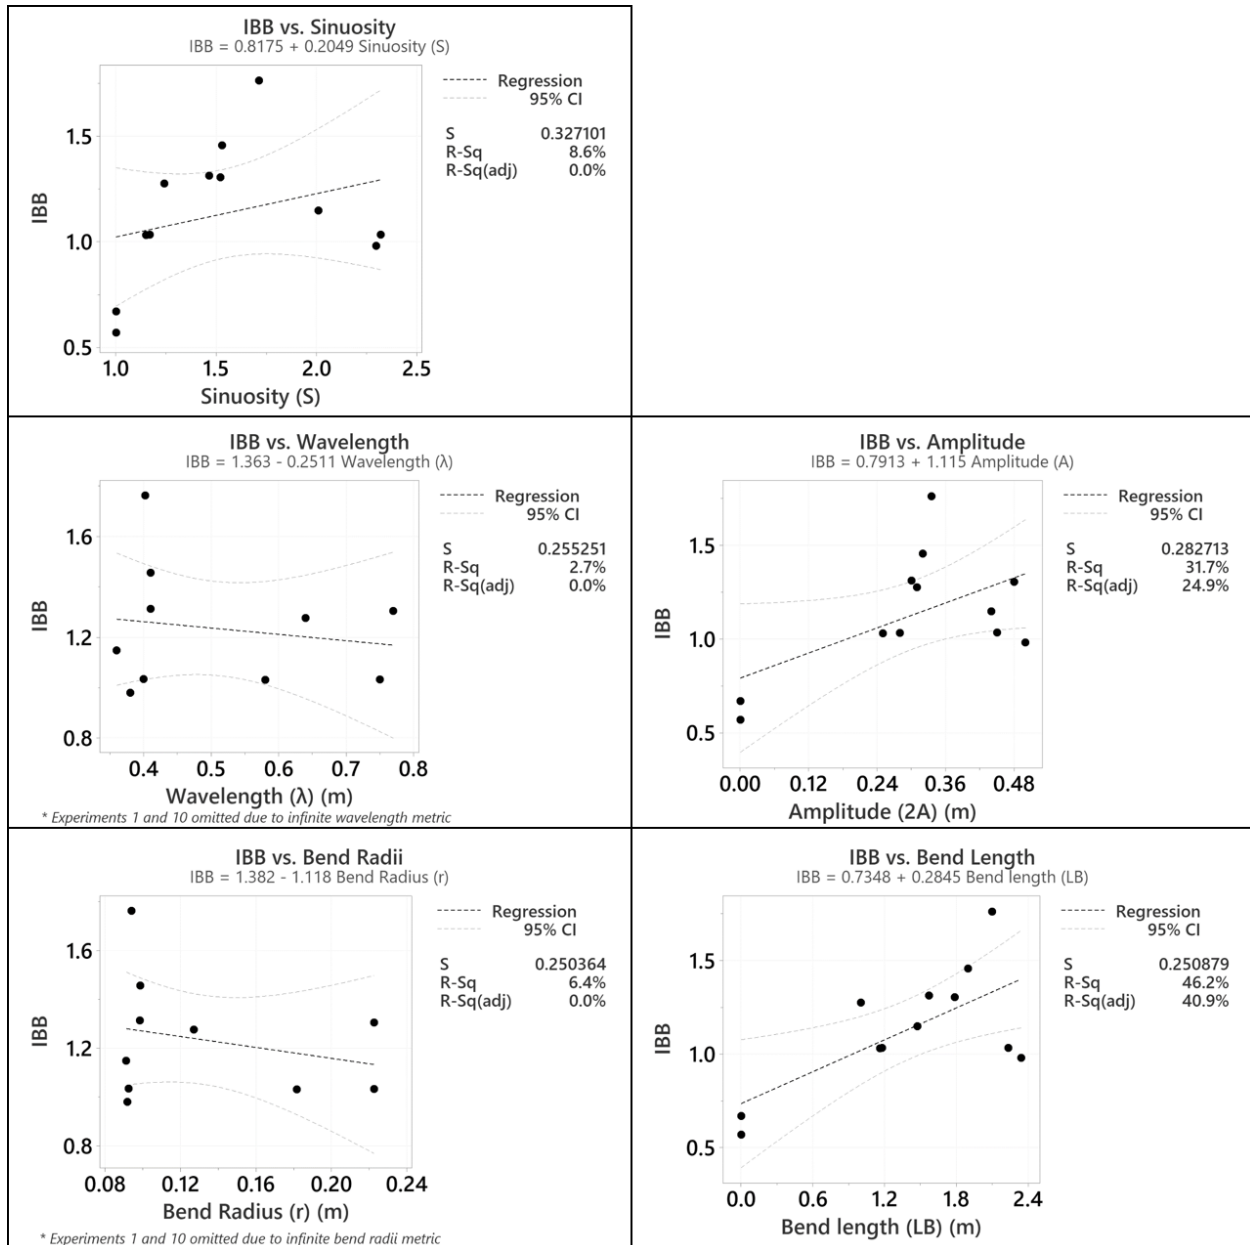 IBB vs. Sinuosity
IBB = 0.8175 + 0.2049 Sinuosity (S)
Regression
95% CI
S 0.327101
R-Sq 8.6%
R-Sq(adj) 0.0%
IBB
1.5
1.0
0.5
1.0 1.5 2.0 2.5
Sinuosity (S)
IBB vs. Wavelength
IBB = 1.363 - 0.2511 Wavelength (λ)
Regression
95% CI
S 0.255251
R-Sq 2.7%
R-Sq(adj) 0.0%
IBB
1.6
1.2
0.8
0.4 0.5 0.6 0.7 0.8
Wavelength (λ) (m)
* Experiments 1 and 10 omitted due to infinite wavelength metric
IBB vs. Amplitude
IBB = 0.7913 + 1.115 Amplitude (A)
Regression
95% CI
S 0.282713
R-Sq 31.7%
R-Sq(adj) 24.9%
IBB
1.5
1.0
0.5
0.00 0.12 0.24 0.36 0.48
Amplitude (2A) (m)
IBB vs. Bend Radii
IBB = 1.382 - 1.118 Bend Radius (r)
Regression
95% CI
S 0.250364
R-Sq 6.4%
R-Sq(adj) 0.0%
IBB
1.6
1.2
0.8
0.08 0.12 0.16 0.20 0.24
Bend Radius (r) (m)
* Experiments 1 and 10 omitted due to infinite bend radii metric
IBB vs. Bend Length
IBB = 0.7348 + 0.2845 Bend length (LB)
Regression
95% CI
S 0.250879
R-Sq 46.2%
R-Sq(adj) 40.9%
IBB
1.5
1.0
0.5
0.0 0.6 1.2 1.8 2.4
Bend length (LB) (m)